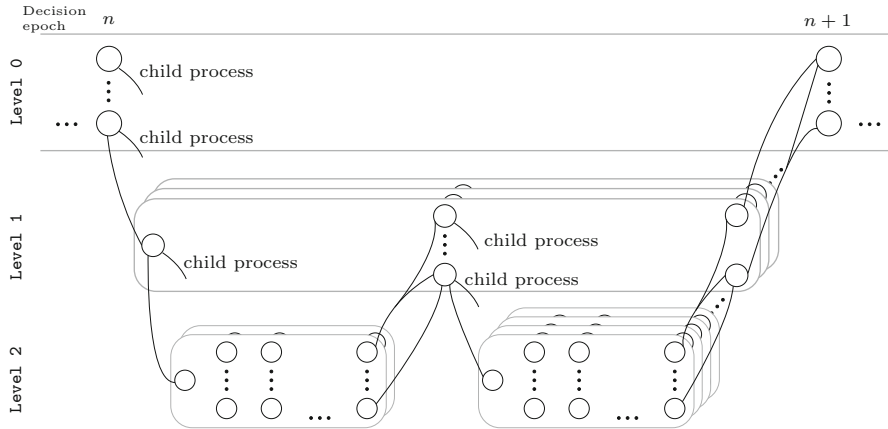 Decision
epoch
n
n + 1
Level 0
child process
child process
Level 1
child process
child process
child process
Level 2